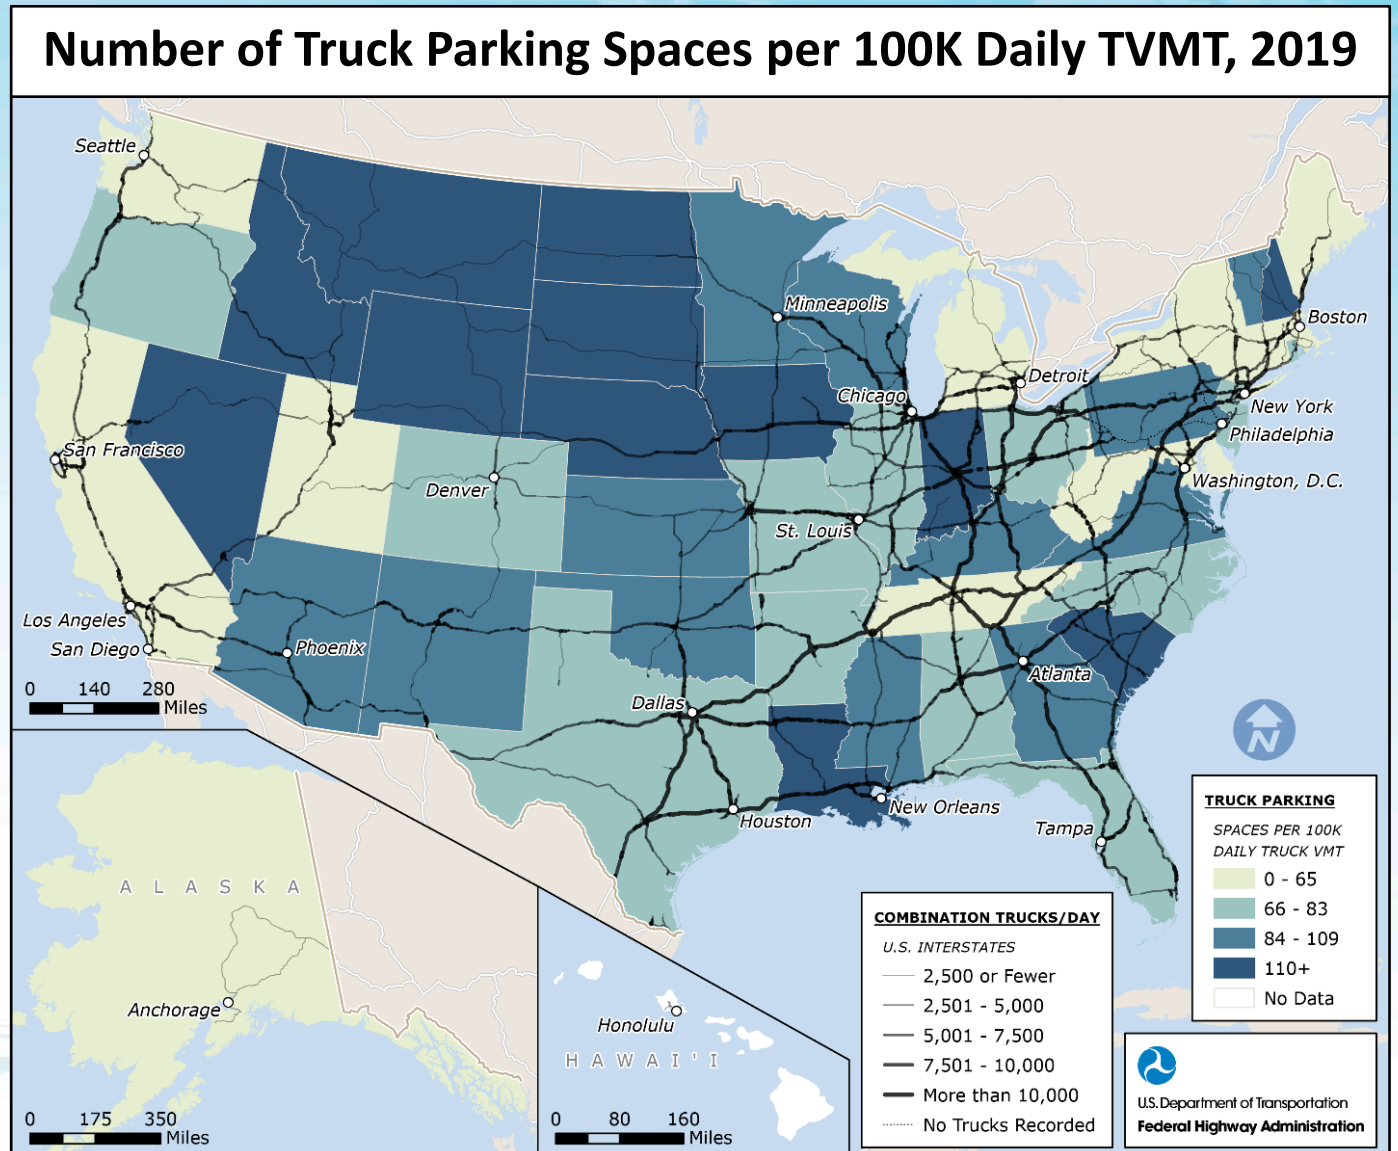 Number of Truck Parking Spaces per 100K Daily TVMT, 2019
Seattle
Minneapolis
Boston
Detroit
Chicago
New York
San Francisco
Philadelphia
Denver
Washington, D.C.
St. Louis
Los Angeles
San Diego
Phoenix
Atlanta
0 140 280
Miles
Dallas
N
New Orleans
Houston
Tampa
TRUCK PARKING
SPACES PER 100K
DAILY TRUCK VMT
0 - 65
66 - 83
84 - 109
110+
No Data
ALASKA
Anchorage
0 175 350
Miles
Honolulu
HAWAI'I
0 80 160
Miles
COMBINATION TRUCKS/DAY
U.S. INTERSTATES
2,500 or Fewer
2,501 - 5,000
5,001 - 7,500
7,501 - 10,000
More than 10,000
No Trucks Recorded
U.S. Department of Transportation
Federal Highway Administration